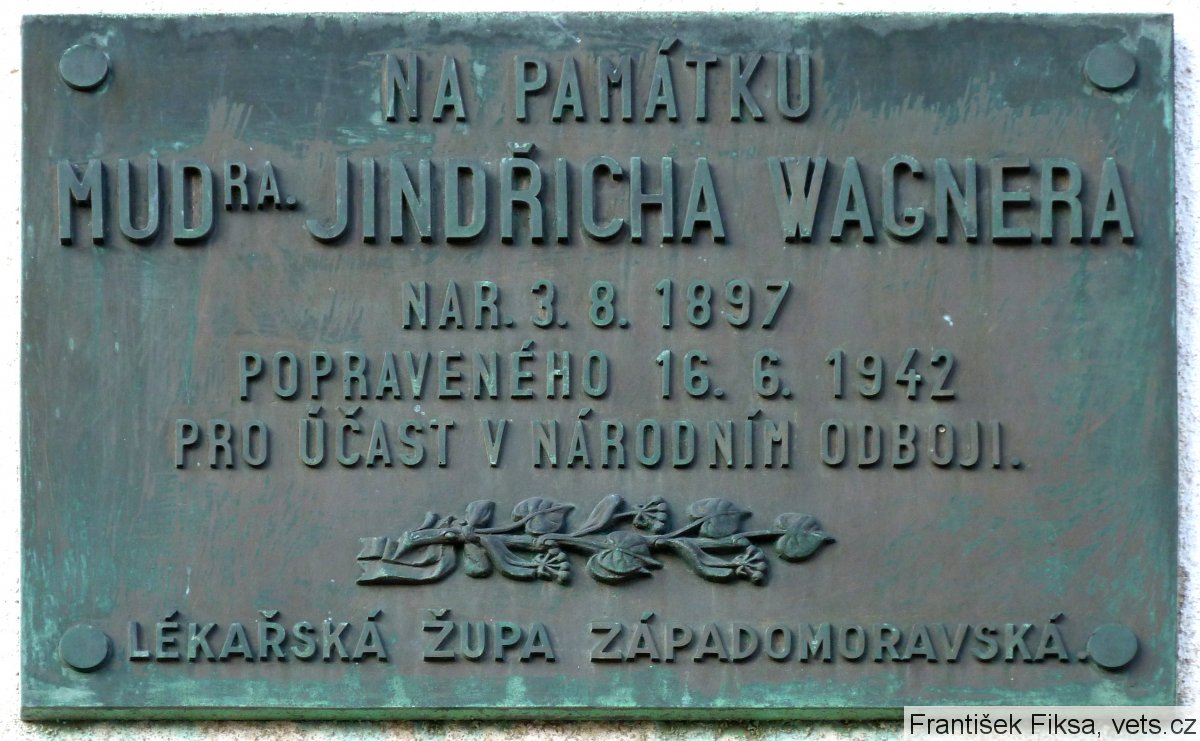 NA PAMÁTKU
MUDRA. JINDŘICHA WAGNERA
NAR. 3. 8. 1897
POPRAVENÉHO 16. 6. 1942
PRO ÚČAST V NÁRODNÍM ODBOJI.
LÉKAŘSKÁ ŽUPA ZÁPADOMORAVSKÁ.
František Fiksa, vets.cz